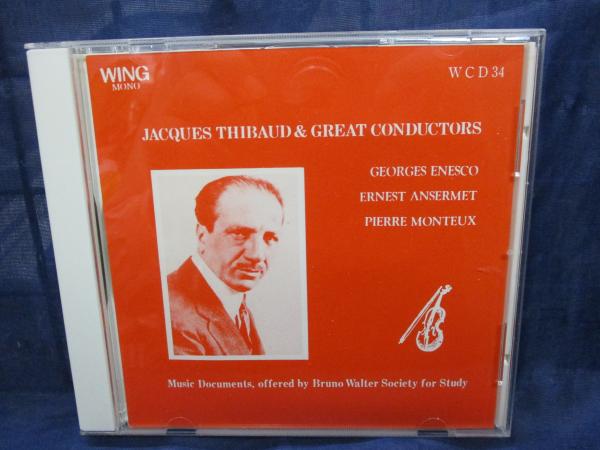 WING
MONO
WCD34
JACQUES THIBAUD & GREAT CONDUCTORS
GEORGES ENESCO
ERNEST ANSERMET
PIERRE MONTEUX
Music Documents, offered by Bruno Walter Society for Study